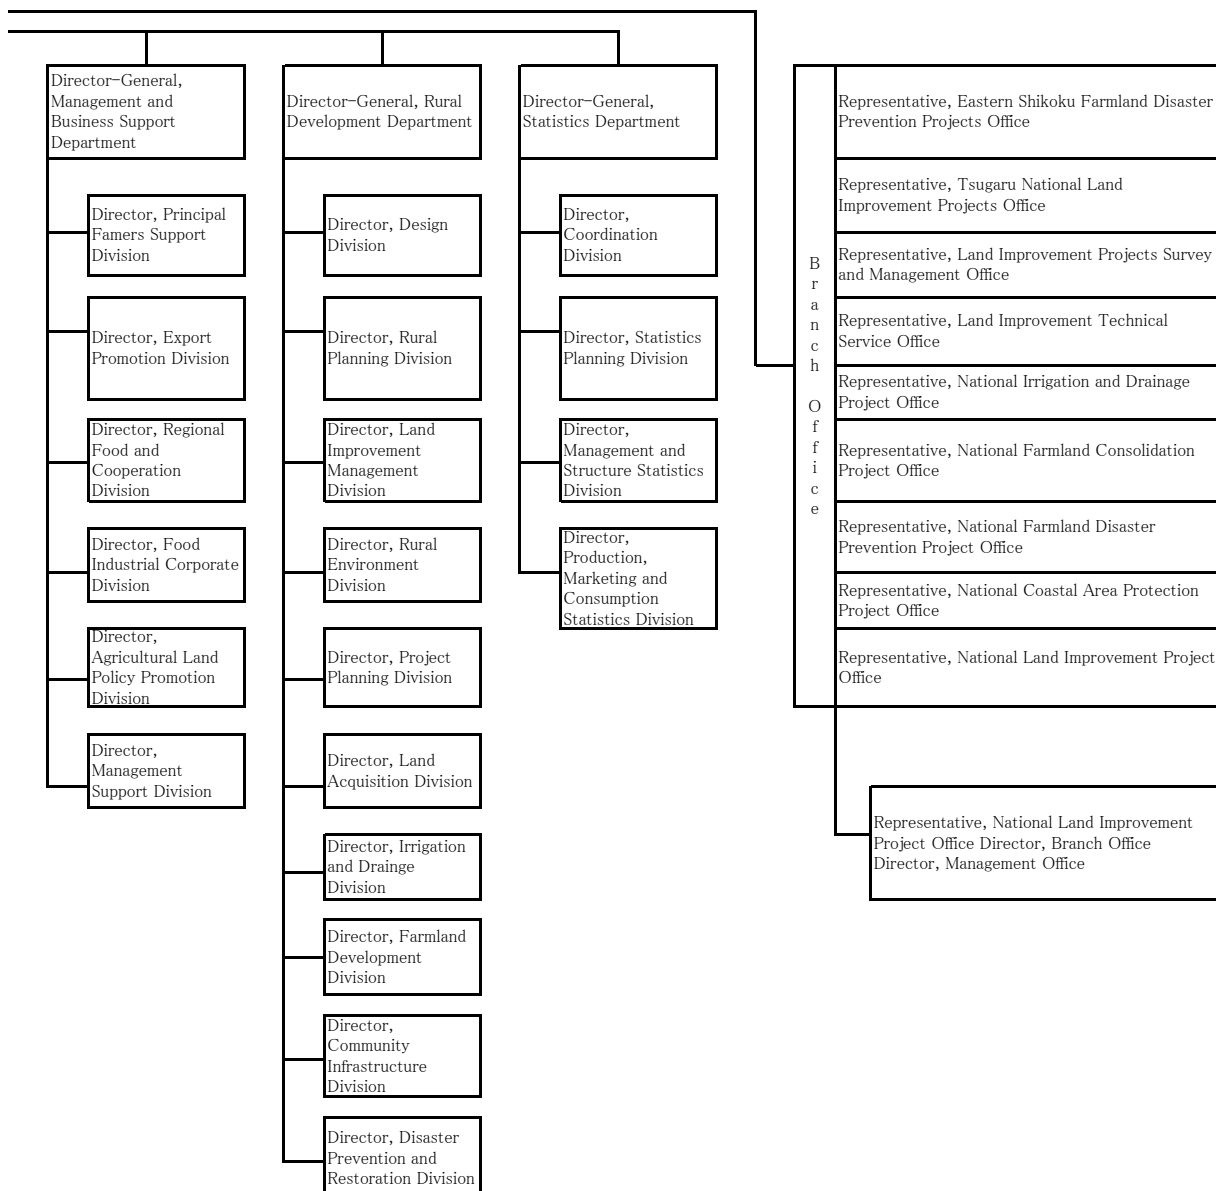 Director-General,
Management and
Business Support
Department
Director, Principal
Famers Support
Division
Director, Export
Promotion Division
Director, Regional
Food and
Cooperation
Division
Director, Food
Industrial Corporate
Division
Director,
Agricultural Land
Policy Promotion
Division
Director,
Management
Support Division
Director-General, Rural
Development Department
Director, Design
Division
Director, Rural
Planning Division
Director, Land
Improvement
Management
Division
Director, Rural
Environment
Division
Director, Project
Planning Division
Director, Land
Acquisition Division
Director, Irrigation
and Drainge
Division
Director, Farmland
Development
Division
Director,
Community
Infrastructure
Division
Director, Disaster
Prevention and
Restoration Division
Director-General,
Statistics Department
Director,
Coordination
Division
Director, Statistics
Planning Division
Director,
Management and
Structure Statistics
Division
Director,
Production,
Marketing and
Consumption
Statistics Division
Branch Office
Representative, Eastern Shikoku Farmland Disaster
Prevention Projects Office
Representative, Tsugaru National Land
Improvement Projects Office
Representative, Land Improvement Projects Survey
and Management Office
Representative, Land Improvement Technical
Service Office
Representative, National Irrigation and Drainage
Project Office
Representative, National Farmland Consolidation
Project Office
Representative, National Farmland Disaster
Prevention Project Office
Representative, National Coastal Area Protection
Project Office
Representative, National Land Improvement Project
Office
Representative, National Land Improvement
Project Office Director, Branch Office
Director, Management Office